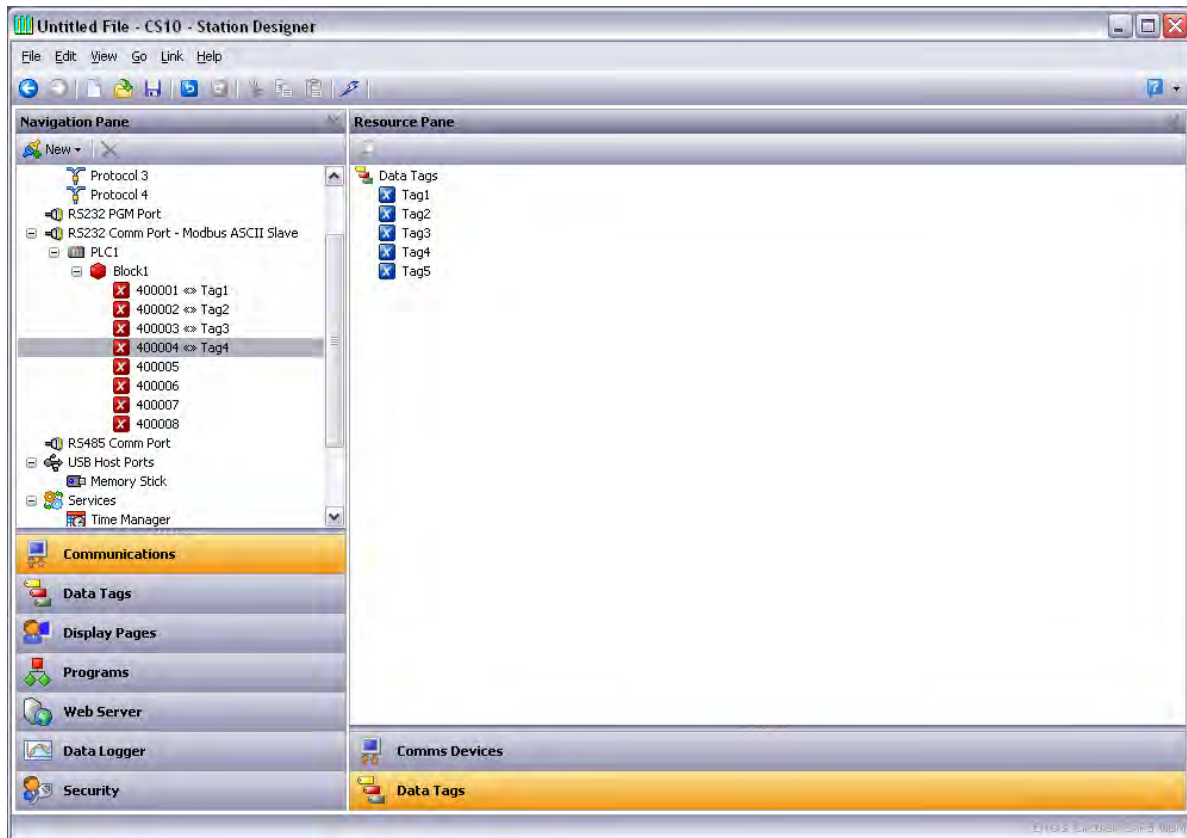 Untitled File - CS10 - Station Designer
File Edit View Go Link Help
Navigation Pane
New
Protocol 3
Protocol 4
RS232 PGM Port
RS232 Comm Port - Modbus ASCII Slave
PLC1
Block1
400001 <=> Tag1
400002 <=> Tag2
400003 <=> Tag3
400004 <=> Tag4
400005
400006
400007
400008
RS485 Comm Port
USB Host Ports
Memory Stick
Services
Time Manager
Communications
Data Tags
Display Pages
Programs
Web Server
Data Logger
Security
Resource Pane
Data Tags
Tag1
Tag2
Tag3
Tag4
Tag5
Comms Devices
Data Tags